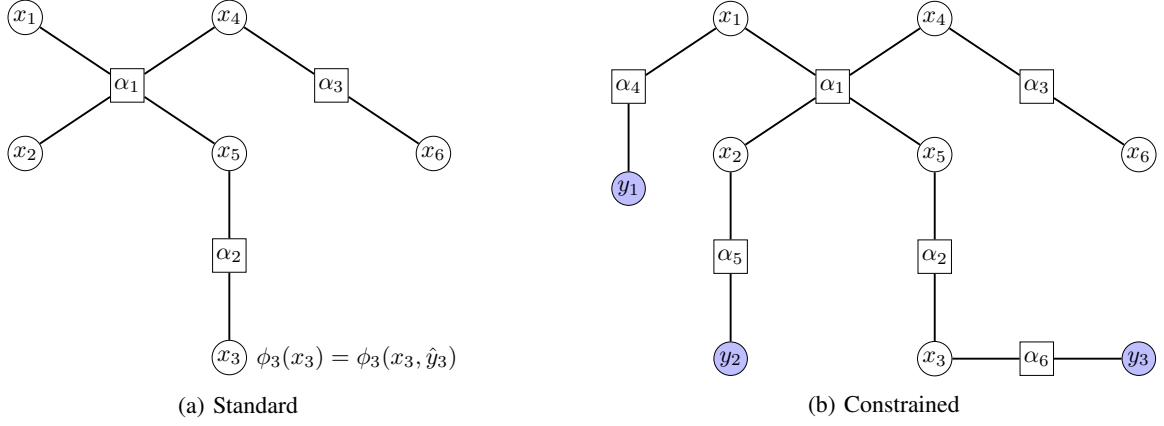 x₁ x₄ x₁ x₄
α₁ α₃ α₄ α₁ α₃
x₂ x₅ x₆ x₂ x₅ x₆
y₁
α₂ α₅ α₂
x₃ ϕ₃(x₃) = ϕ₃(x₃, ŷ₃) y₂ x₃ α₆ y₃
(a) Standard (b) Constrained